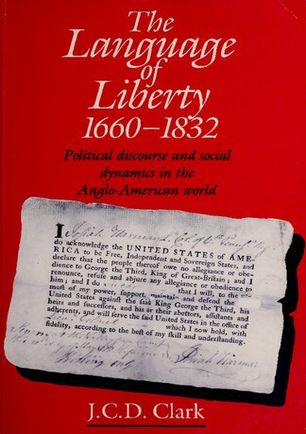 The
Language
of
Liberty
1660–1832
Political discourse and social
dynamics in the
Anglo-American world
I
do acknowledge the UNITED STATES of AME-
RICA to be Free, Independent and Sovereign States, and
declare that the people thereof owe no allegiance or obe-
dience to George the Third, King of Great-Britain; and I
renounce, refute and abjure any allegiance or obedience to
him; and I do that I will, to the ut-
most of my power, support, maintain and defend the
United States against the said King George the Third, his
heirs and successors, and his or their abettors, assistants and
adherents, and will serve the said United States in the office of
which I now hold, with
fidelity, according to the best of my skill and understanding.
J.C.D. Clark